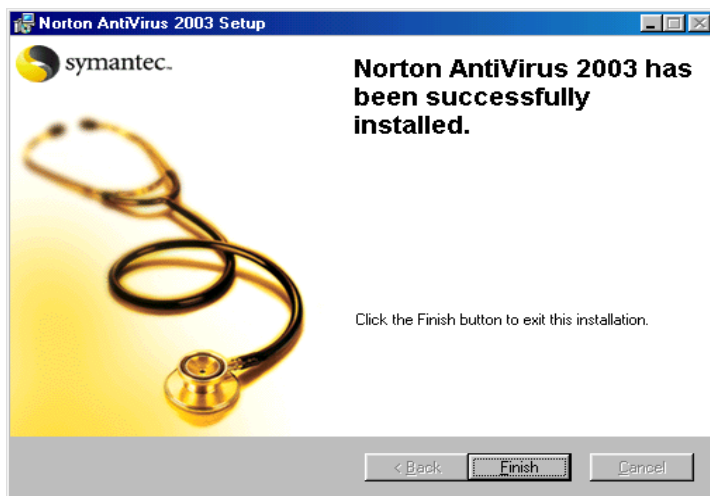 Norton AntiVirus 2003 Setup
symantec.
Norton AntiVirus 2003 has
been successfully
installed.
Click the Finish button to exit this installation.
< Back
Finish
Cancel